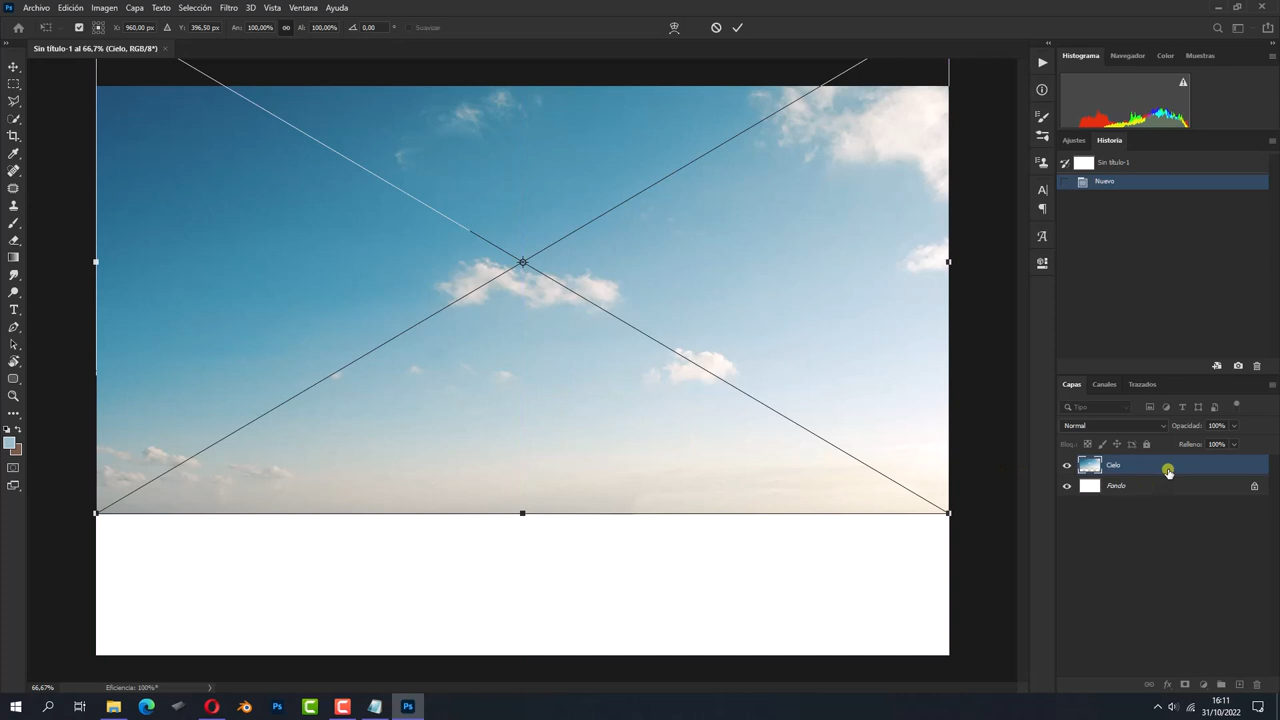 Ps Archivo Edición Imagen Capa Texto Selección Filtro 3D Vista Ventana Ayuda
X: 960,00 px Y: 396,50 px An: 100,00% Al: 100,00% 0,00 ° Suavizar
Sin título-1 al 66,7% (Cielo, RGB/8*) ×
Histograma Navegador Color Muestras
Ajustes Historia
Sin título-1
Nuevo
Capas Canales Trazados
Tipo
Normal Opacidad: 100%
Bloq.: Relleno: 100%
Cielo
Fondo
66,67% Eficiencia: 100%*
16:11
31/10/2022